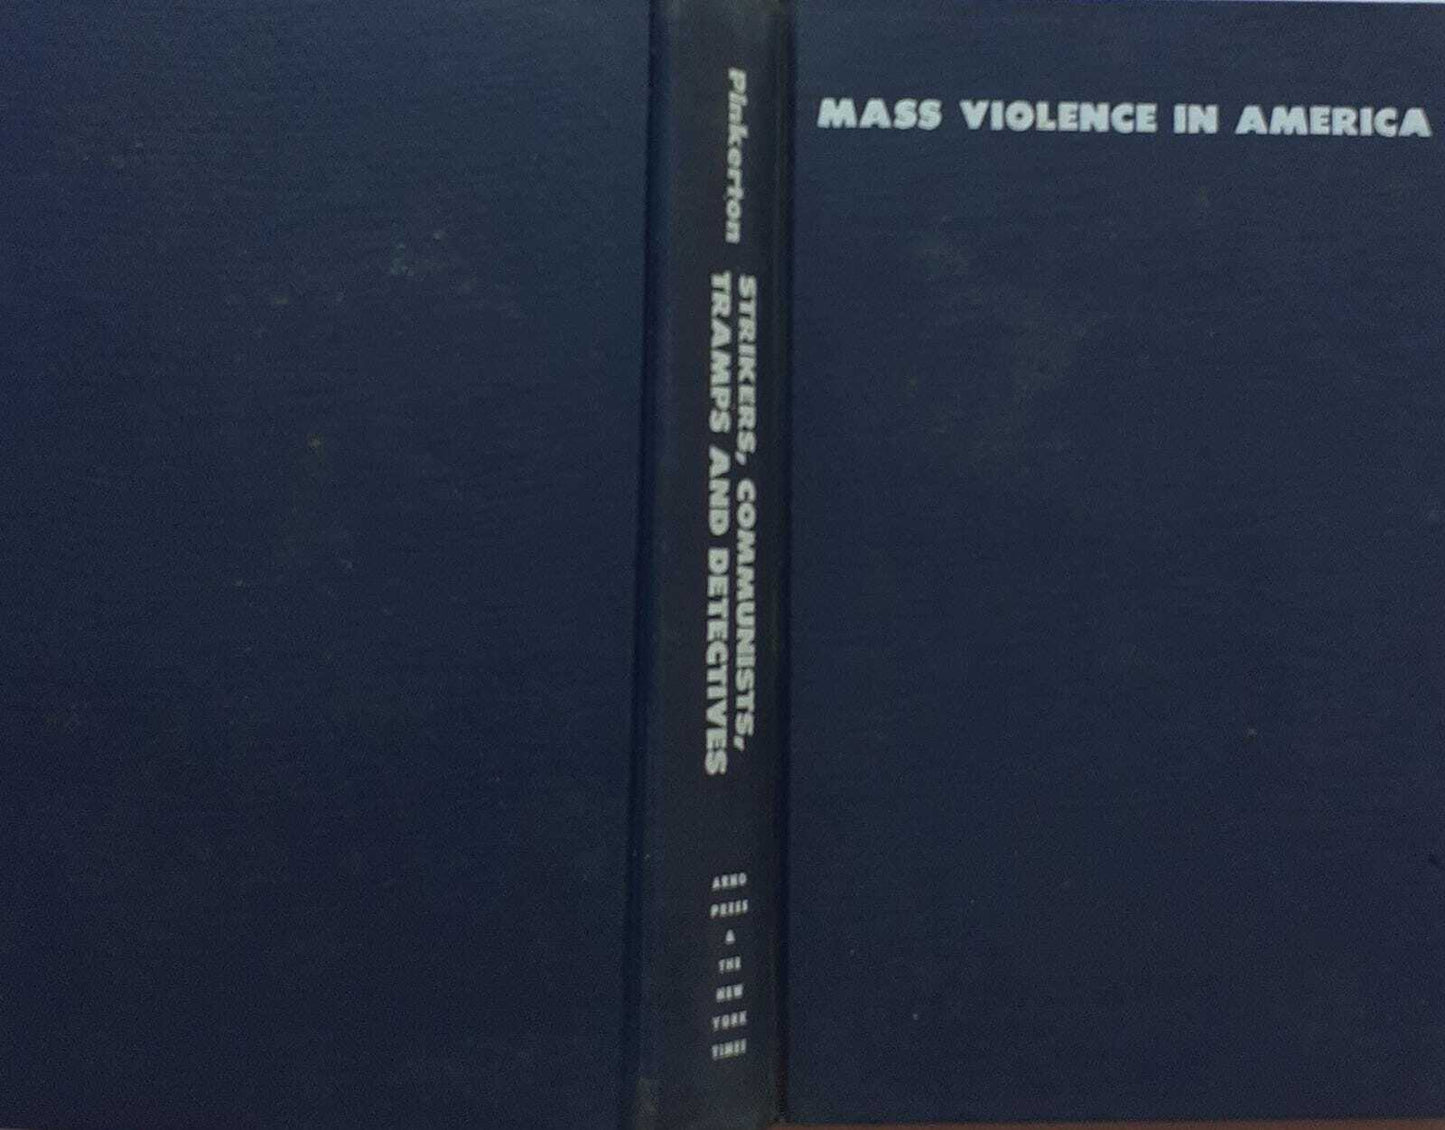 MASS VIOLENCE IN AMERICA
Pinkerton
STRIKERS, COMMUNISTS,
TRAMPS AND DETECTIVES
ARNO
PRESS
&
THE
NEW
YORK
TIMES